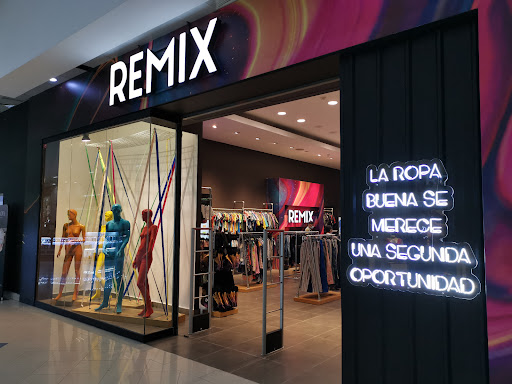 REMIX
REMIX
LA ROPA
BUENA SE
MERECE
UNA SEGUNDA
OPORTUNIDAD